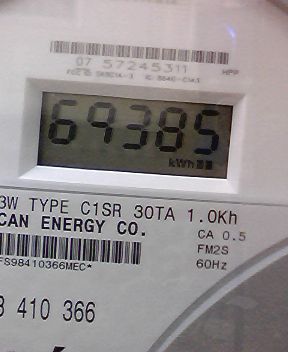 07 57245311
69385
kWh
3W TYPE C1SR 30TA 1.0Kh
CAN ENERGY CO.
CA 0.5
FM2S
FS98410366MEC*
60Hz
3 410 366